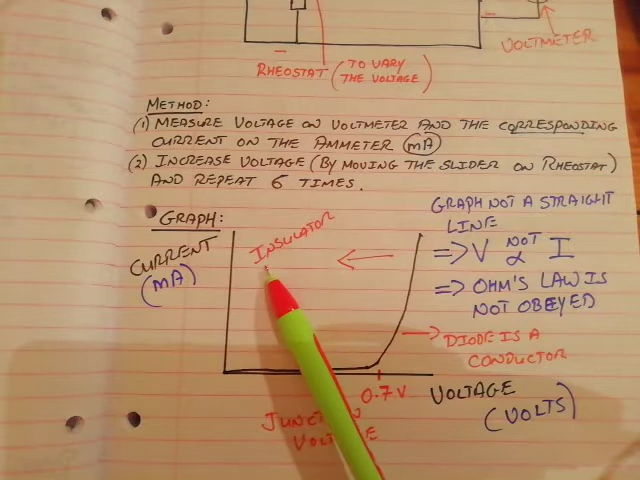 RHEOSTAT (TO VARY
THE VOLTAGE)
VOLTMETER
METHOD:
(1) MEASURE VOLTAGE ON VOLTMETER AND THE CORRESPONDING
CURRENT ON THE AMMETER (mA)
(2) INCREASE VOLTAGE (BY MOVING THE SLIDER ON RHEOSTAT)
AND REPEAT 6 TIMES.
GRAPH:
CURRENT
(mA)
INSULATOR
GRAPH NOT A STRAIGHT
LINE
=> V NOT ∝ I
=> OHM'S LAW IS
NOT OBEYED
DIODE IS A
CONDUCTOR
0.7V
VOLTAGE
(VOLTS)